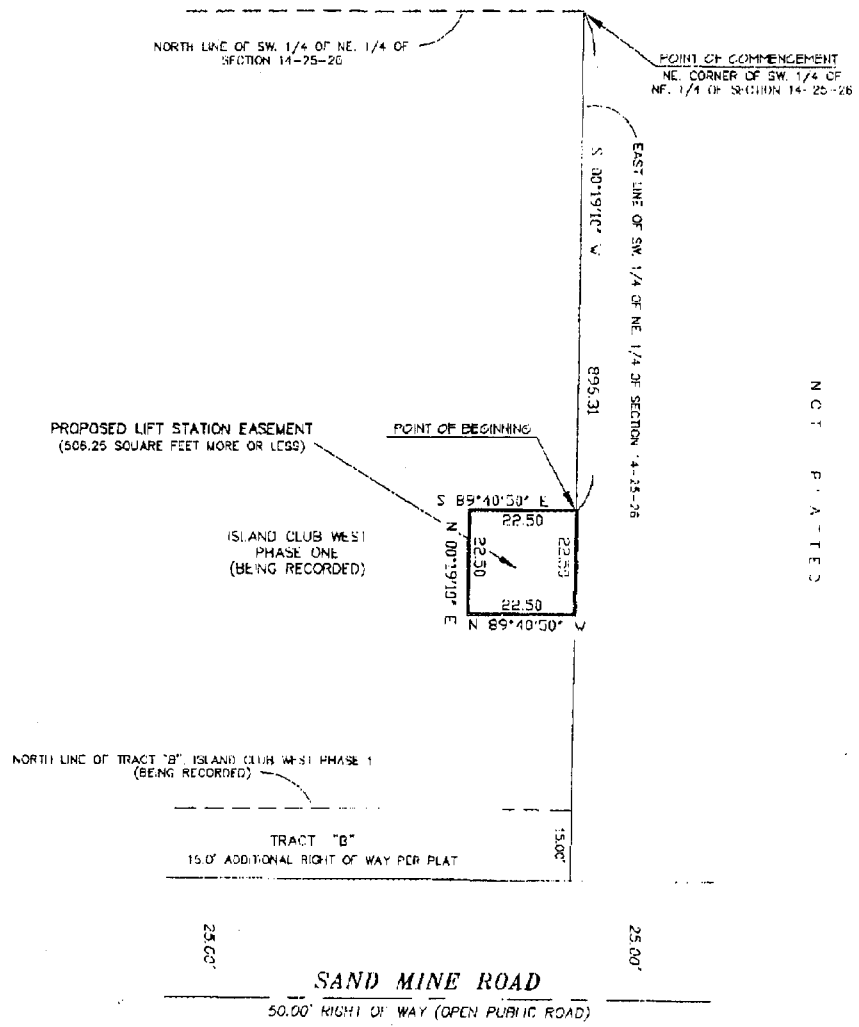 NORTH LINE OF SW. 1/4 OF NE. 1/4 OF
SECTION 14-25-26
POINT OF COMMENCEMENT
NE. CORNER OF SW. 1/4 OF
NE. 1/4 OF SECTION 14-25-26
EAST LINE OF SW. 1/4 OF NE. 1/4 OF SECTION 14-25-26
S 00°19'10" W
895.31
NOT PLATTED
PROPOSED LIFT STATION EASEMENT
(506.25 SQUARE FEET MORE OR LESS)
POINT OF BEGINNING
S 89°40'50" E
22.50
N 00°19'10" E
22.50
22.50
22.50
N 89°40'50" W
ISLAND CLUB WEST
PHASE ONE
(BEING RECORDED)
NORTH LINE OF TRACT "B", ISLAND CLUB WEST PHASE 1
(BEING RECORDED)
TRACT "B"
15.0' ADDITIONAL RIGHT OF WAY PER PLAT
15.00'
25.00'
25.00'
SAND MINE ROAD
50.00' RIGHT OF WAY (OPEN PUBLIC ROAD)